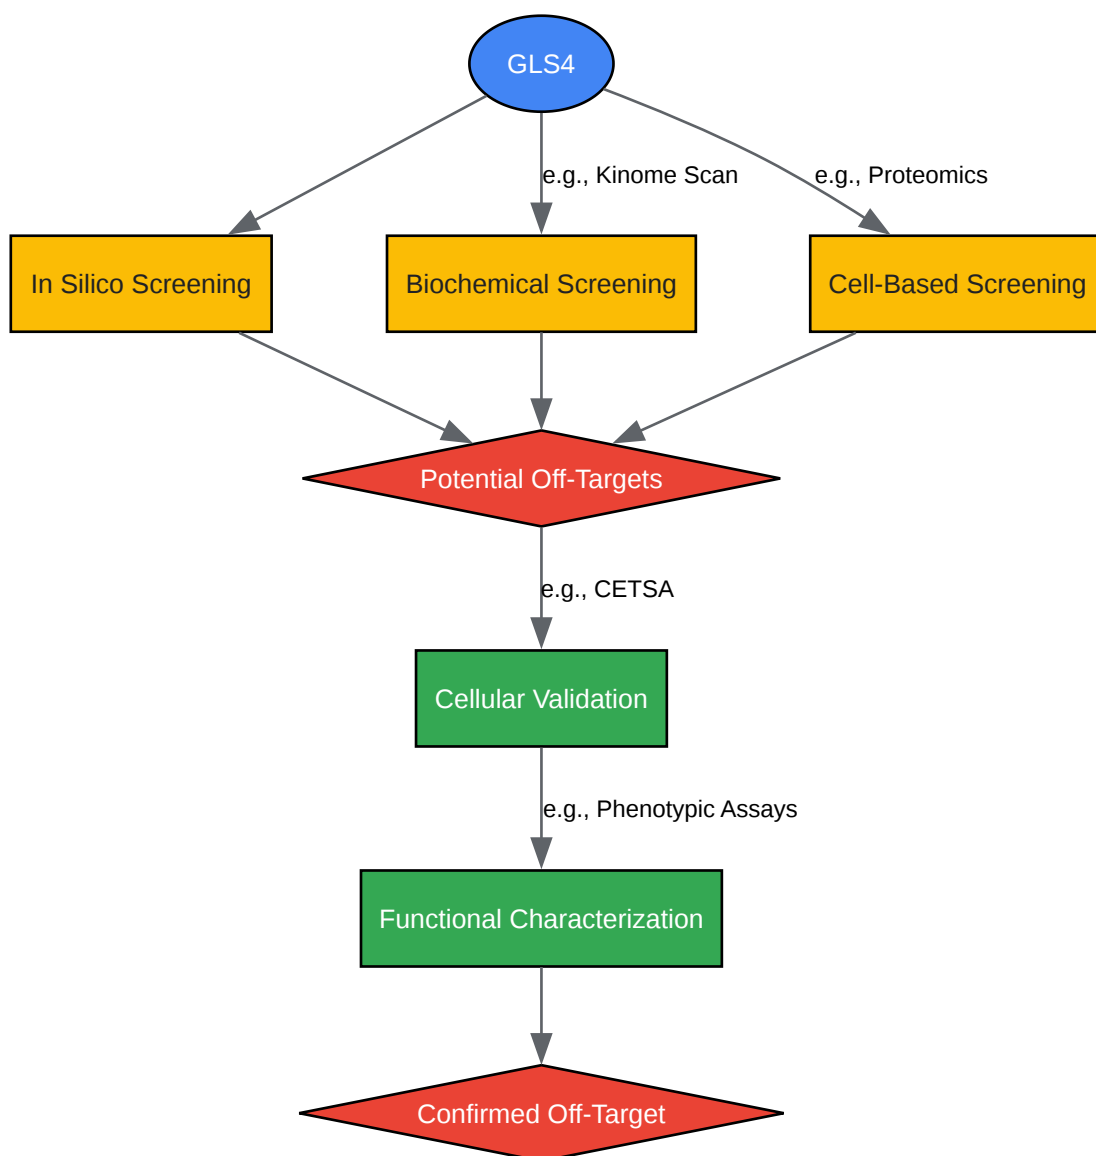 GLS4
e.g., Kinome Scan
e.g., Proteomics
In Silico Screening
Biochemical Screening
Cell-Based Screening
Potential Off-Targets
e.g., CETSA
Cellular Validation
e.g., Phenotypic Assays
Functional Characterization
Confirmed Off-Target